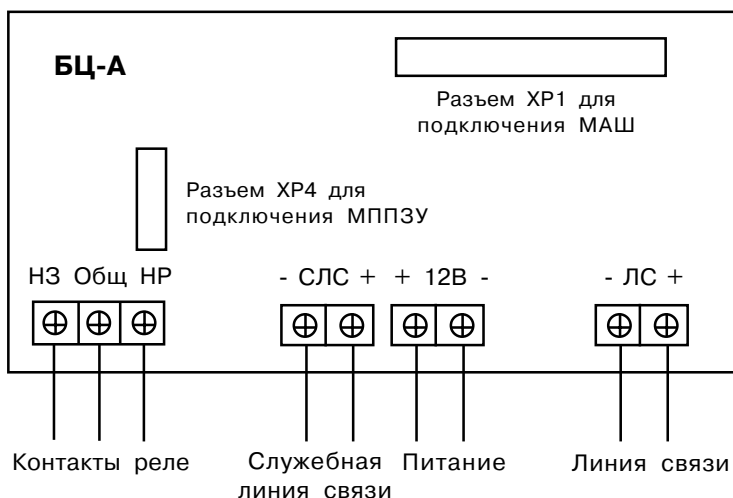 БЦ-А
Разъем ХР1 для
подключения МАШ
Разъем ХР4 для
подключения МППЗУ
НЗ Общ НР
- СЛС +
+ 12В -
- ЛС +
Контакты реле
Служебная
линия связи
Питание
Линия связи